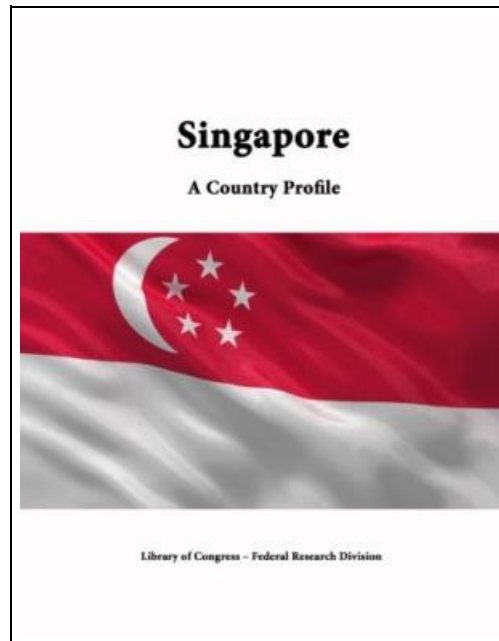 Singapore
A Country Profile
Library of Congress – Federal Research Division